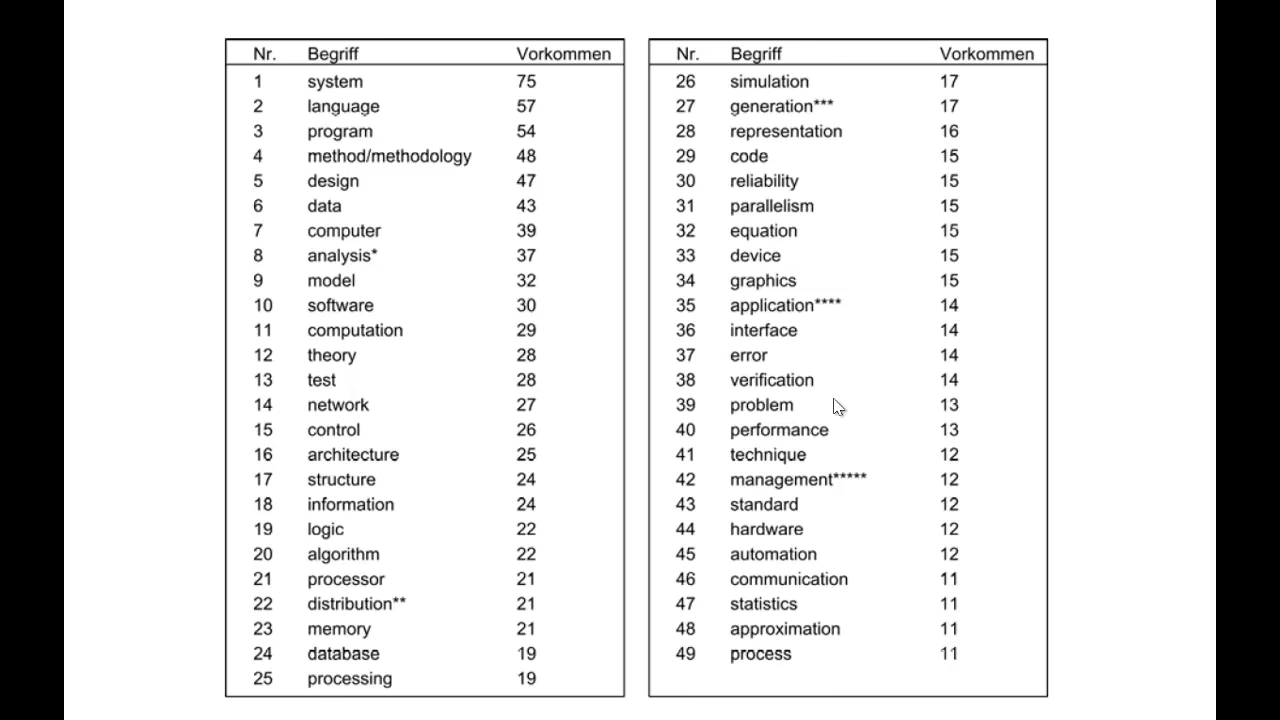 Nr. Begriff Vorkommen
1 system 75
2 language 57
3 program 54
4 method/methodology 48
5 design 47
6 data 43
7 computer 39
8 analysis* 37
9 model 32
10 software 30
11 computation 29
12 theory 28
13 test 28
14 network 27
15 control 26
16 architecture 25
17 structure 24
18 information 24
19 logic 22
20 algorithm 22
21 processor 21
22 distribution** 21
23 memory 21
24 database 19
25 processing 19
Nr. Begriff Vorkommen
26 simulation 17
27 generation*** 17
28 representation 16
29 code 15
30 reliability 15
31 parallelism 15
32 equation 15
33 device 15
34 graphics 15
35 application**** 14
36 interface 14
37 error 14
38 verification 14
39 problem 13
40 performance 13
41 technique 12
42 management***** 12
43 standard 12
44 hardware 12
45 automation 12
46 communication 11
47 statistics 11
48 approximation 11
49 process 11